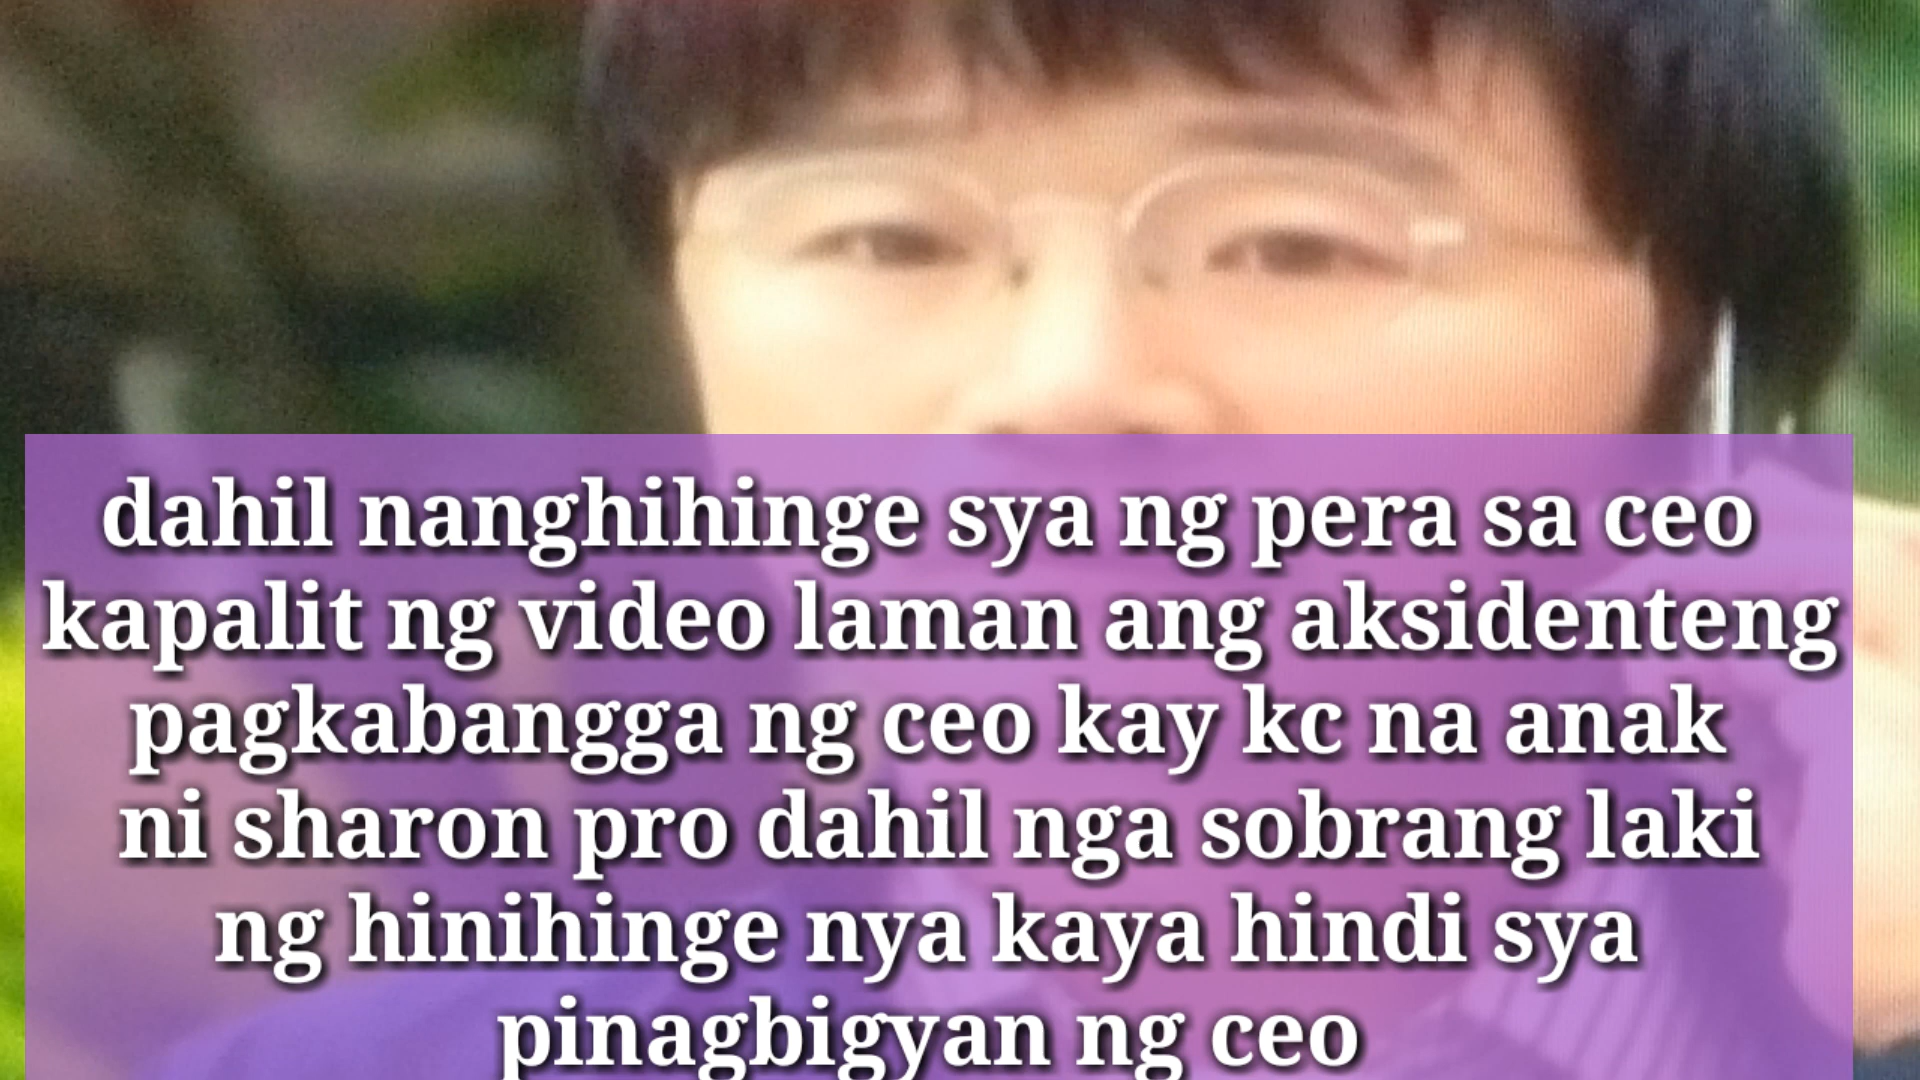 dahil nanghihinge sya ng pera sa ceo
kapalit ng video laman ang aksidenteng
pagkabangga ng ceo kay kc na anak
ni sharon pro dahil nga sobrang laki
ng hinihinge nya kaya hindi sya
pinagbigyan ng ceo